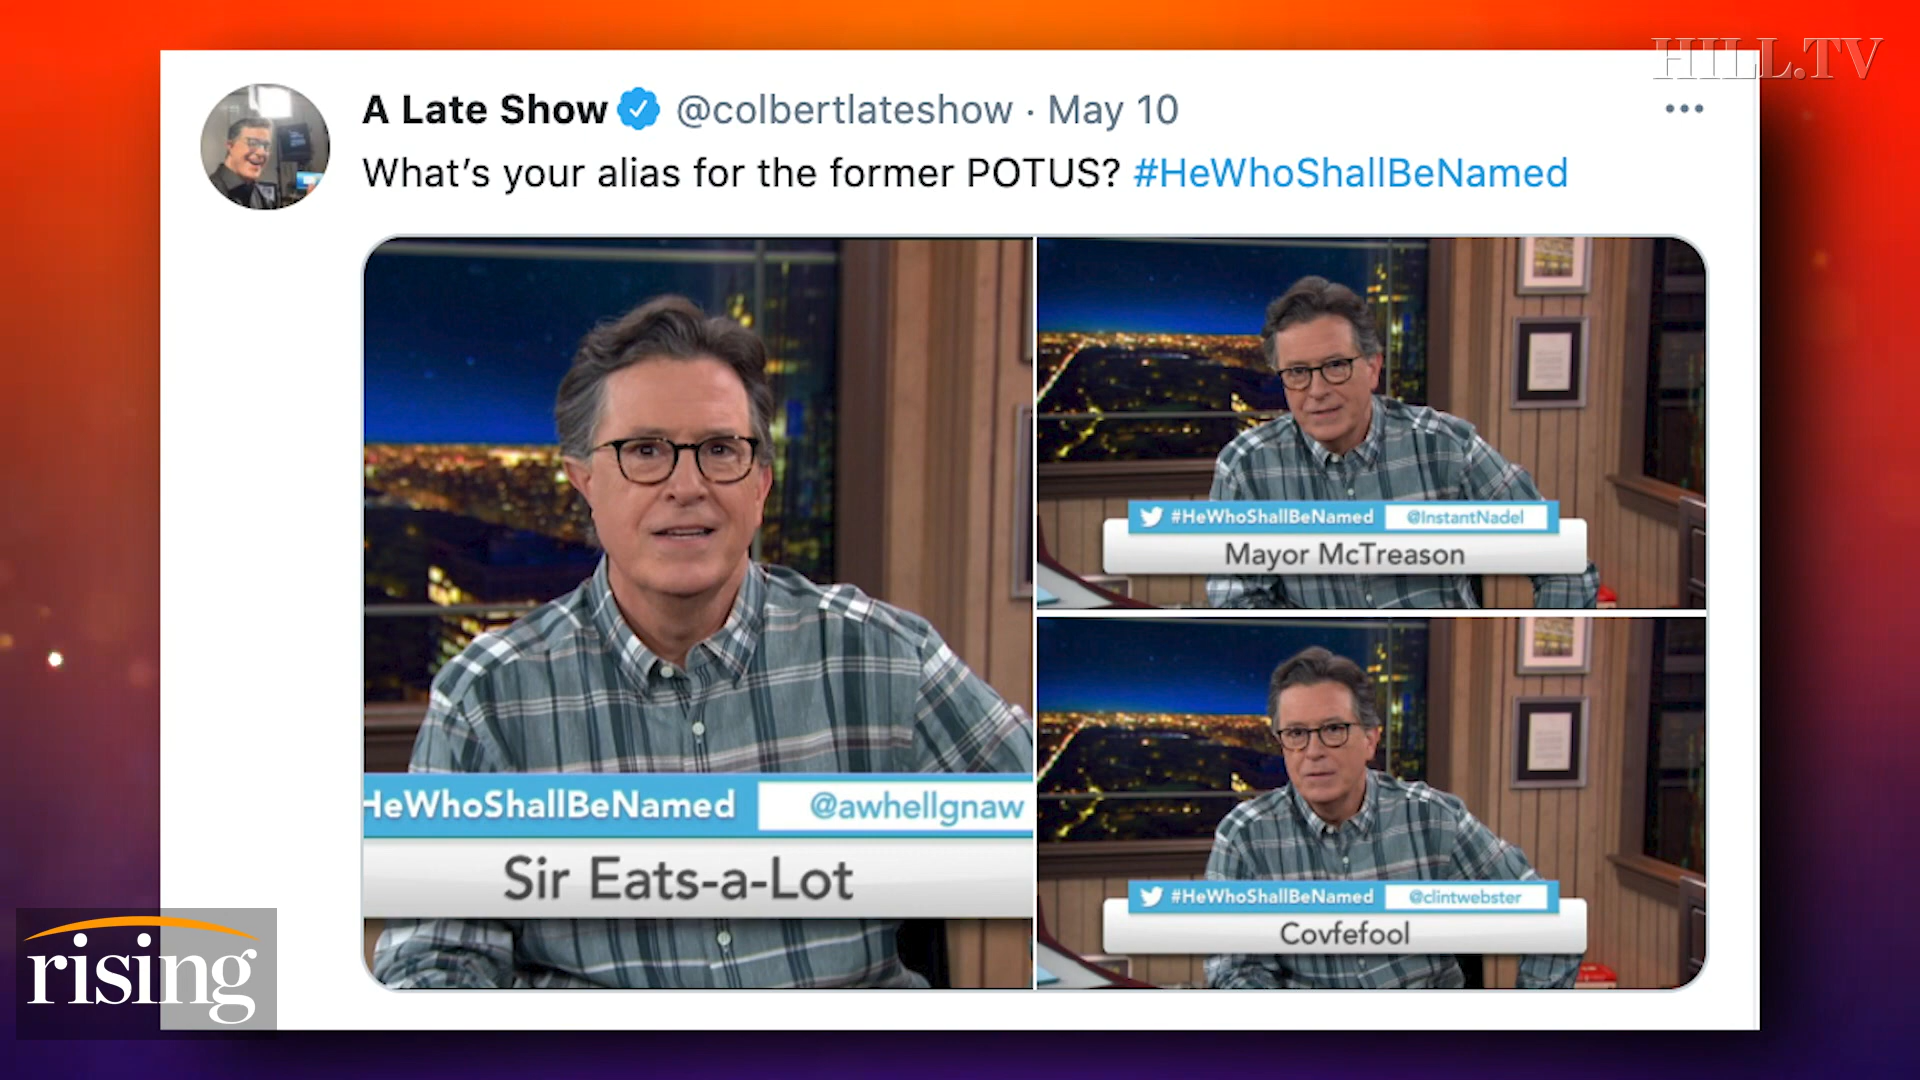 HILL.TV
A Late Show @colbertlateshow · May 10
What's your alias for the former POTUS? #HeWhoShallBeNamed
HeWhoShallBeNamed @awhellgnaw
Sir Eats-a-Lot
#HeWhoShallBeNamed @InstantNadel
Mayor McTreason
#HeWhoShallBeNamed @clintwebster
Covfefool
rising